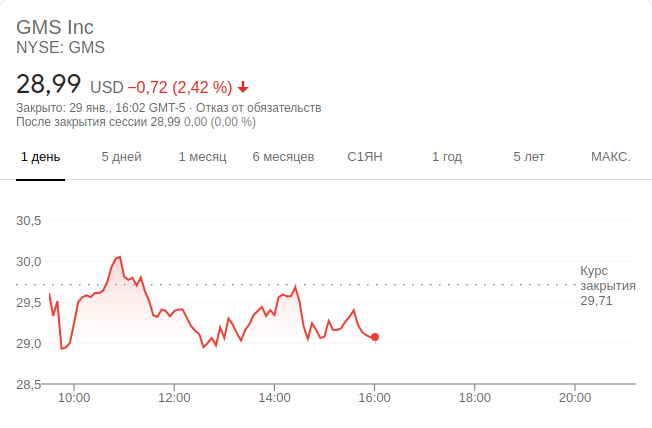 GMS Inc
NYSE: GMS
28,99 USD −0,72 (2,42 %)
Закрыто: 29 янв., 16:02 GMT-5 · Отказ от обязательств
После закрытия сессии 28,99 0,00 (0,00 %)
1 день 5 дней 1 месяц 6 месяцев С1ЯН 1 год 5 лет МАКС.
30,5
30,0
29,5
29,0
28,5
Курс
закрытия
29,71
10:00 12:00 14:00 16:00 18:00 20:00